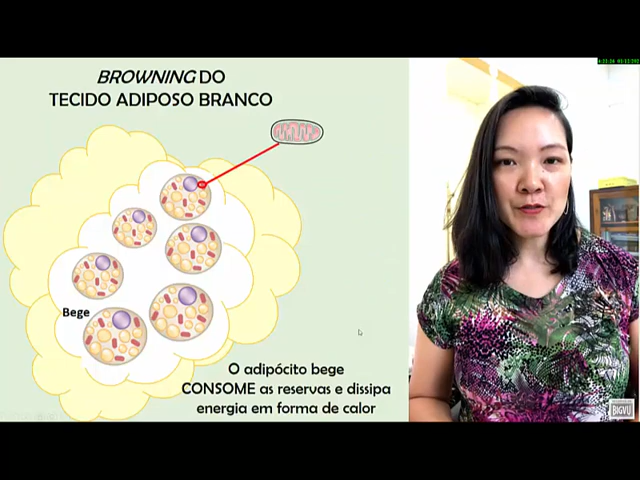 BROWNING DO
TECIDO ADIPOSO BRANCO
Bege
O adipócito bege
CONSOME as reservas e dissipa
energia em forma de calor
BIGVU